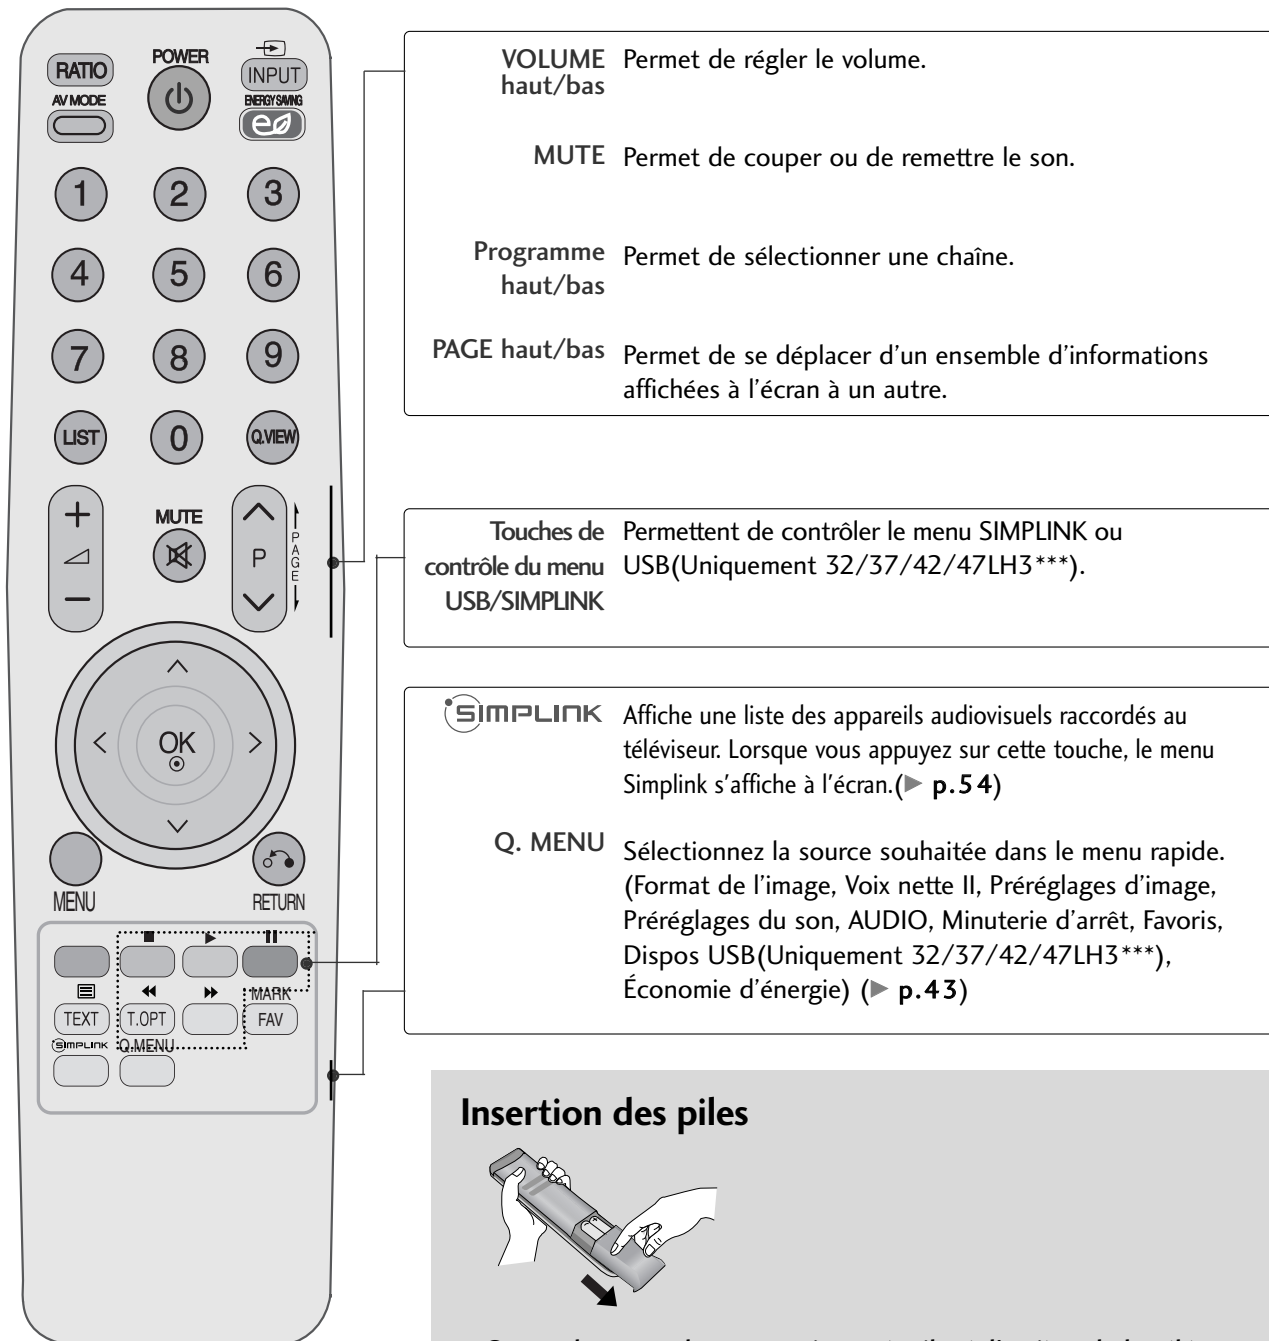 RATIO
POWER
INPUT
AV MODE
ENERGY SAVING
1
2
3
4
5
6
7
8
9
LIST
0
Q.VIEW
MUTE
P
PAGE
OK
MENU
RETURN
MARK
TEXT
T.OPT
FAV
SIMPLINK
Q.MENU
VOLUME haut/bas Permet de régler le volume.
MUTE Permet de couper ou de remettre le son.
Programme haut/bas Permet de sélectionner une chaîne.
PAGE haut/bas Permet de se déplacer d'un ensemble d'informations
affichées à l'écran à un autre.
Touches de Permettent de contrôler le menu SIMPLINK ou
contrôle du menu USB(Uniquement 32/37/42/47LH3***).
USB/SIMPLINK
SIMPLINK Affiche une liste des appareils audiovisuels raccordés au
téléviseur. Lorsque vous appuyez sur cette touche, le menu
Simplink s'affiche à l'écran.(► p.54)
Q. MENU Sélectionnez la source souhaitée dans le menu rapide.
(Format de l'image, Voix nette II, Préréglages d'image,
Préréglages du son, AUDIO, Minuterie d'arrêt, Favoris,
Dispos USB(Uniquement 32/37/42/47LH3***),
Économie d'énergie) (► p.43)
Insertion des piles